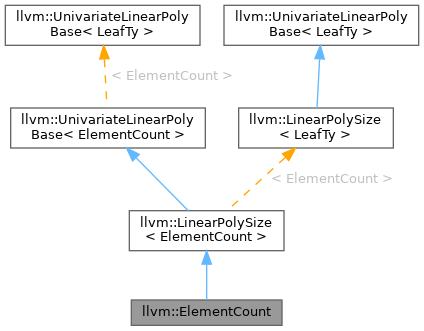 llvm::UnivariateLinearPoly
Base< LeafTy >
llvm::UnivariateLinearPoly
Base< LeafTy >
< ElementCount >
llvm::UnivariateLinearPoly
Base< ElementCount >
llvm::LinearPolySize
< LeafTy >
< ElementCount >
llvm::LinearPolySize
< ElementCount >
llvm::ElementCount